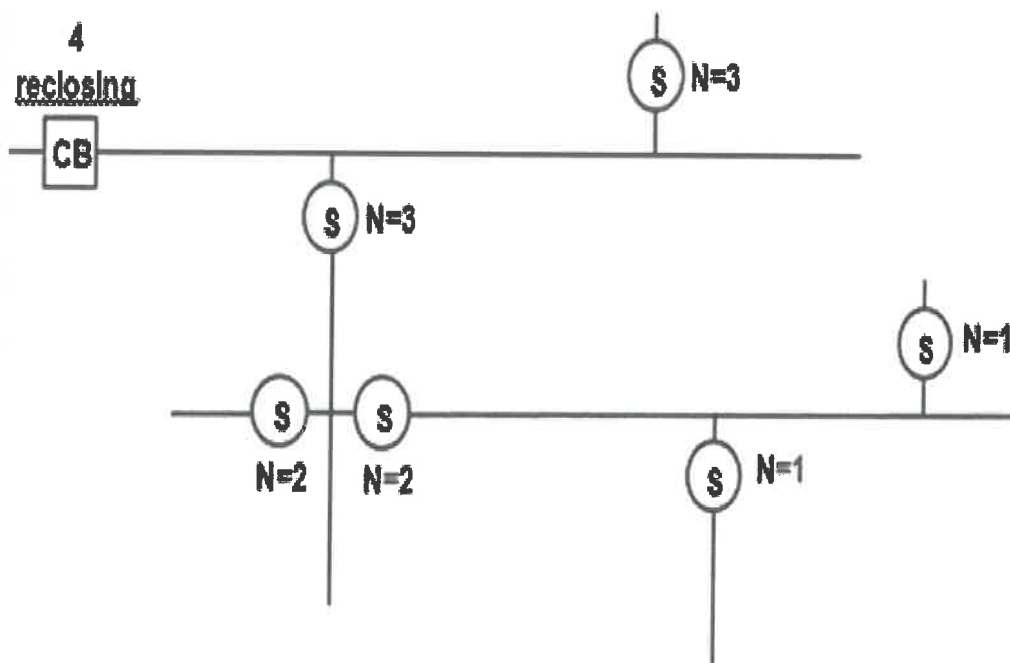 4
reclosing
CB
S N=3
S N=3
S N=1
S S
N=2 N=2
S N=1